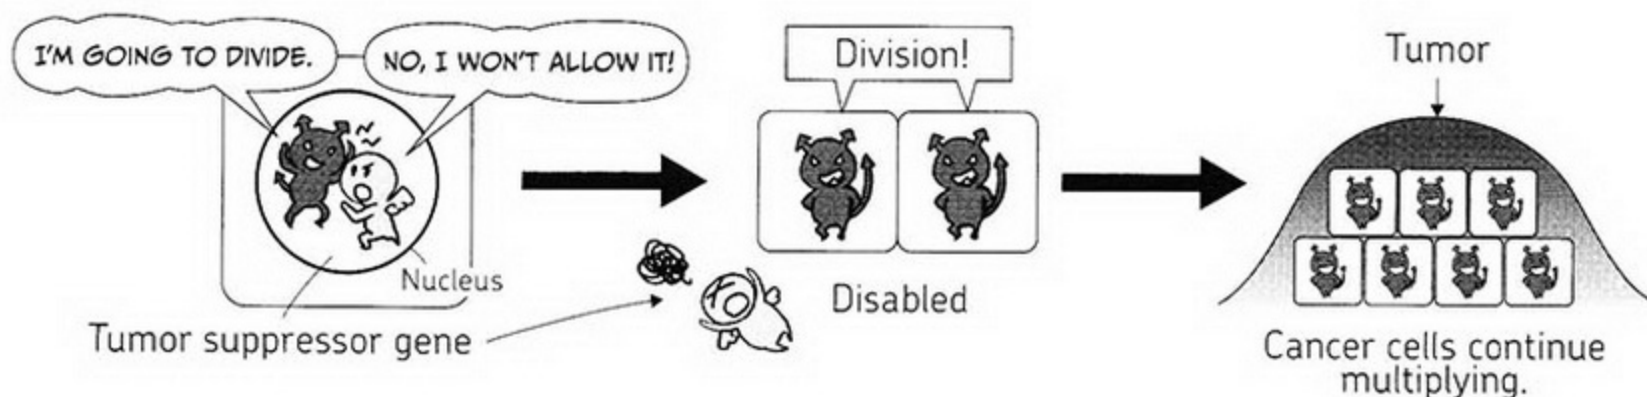 I'M GOING TO DIVIDE.
NO, I WON'T ALLOW IT!
Nucleus
Tumor suppressor gene
Division!
Disabled
Tumor
Cancer cells continue
multiplying.